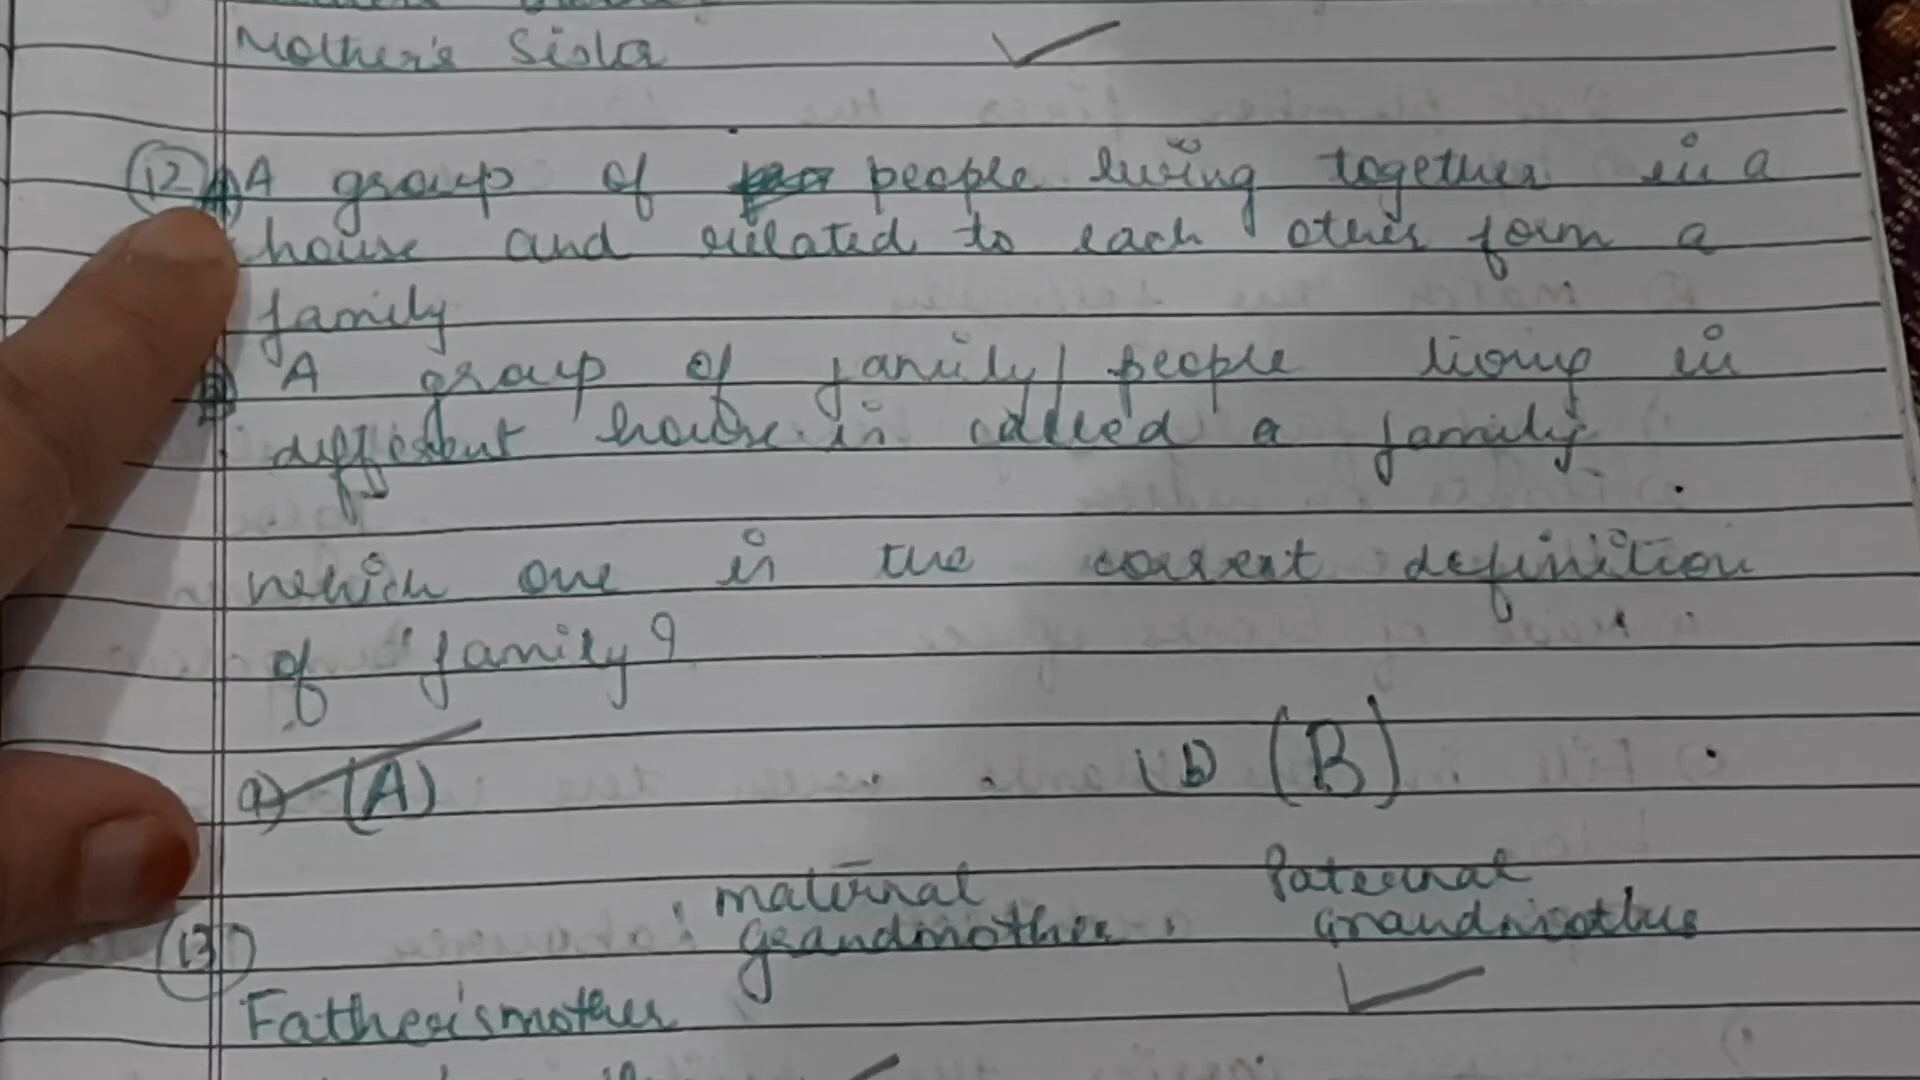 Mother's Sister
(12) (A) A group of people living together in a
house and related to each other form a
family
(B) A group of family/people living in
different house is called a family.
which one is the correct definition
of "family?
a) (A) (b) (B)
maternal Paternal
(13) grandmother Grandmother
Father's mother